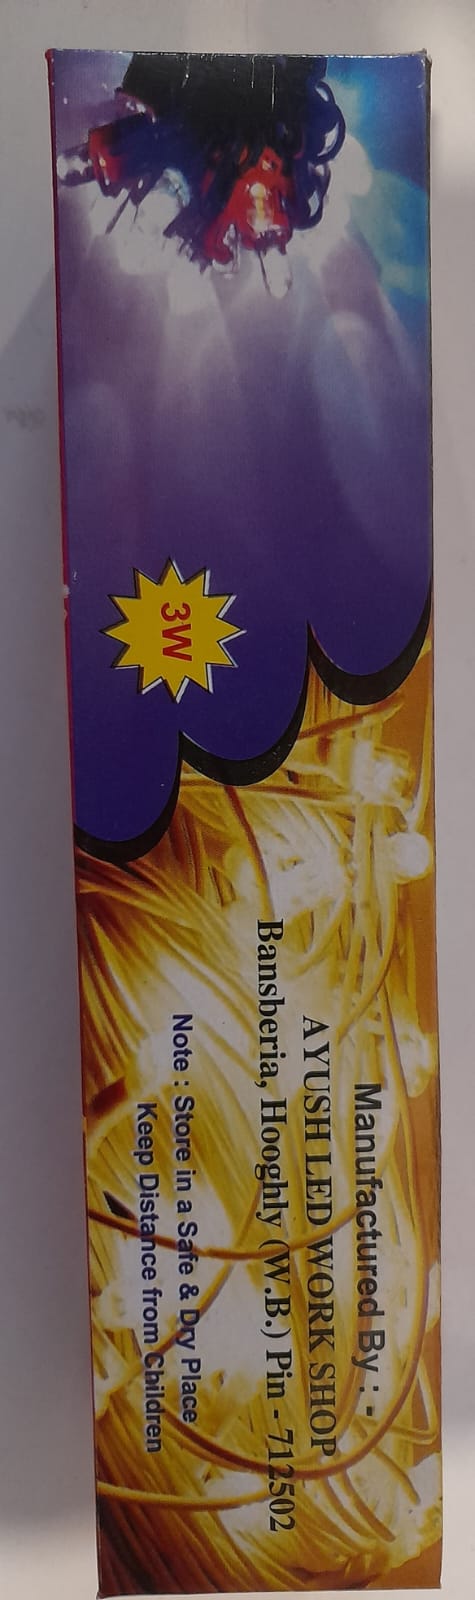 3W
Manufactured By : -
AYUSH LED WORK SHOP
Bansberia, Hooghly (W.B.) Pin - 712502
Note : Store in a Safe & Dry Place
Keep Distance from Children